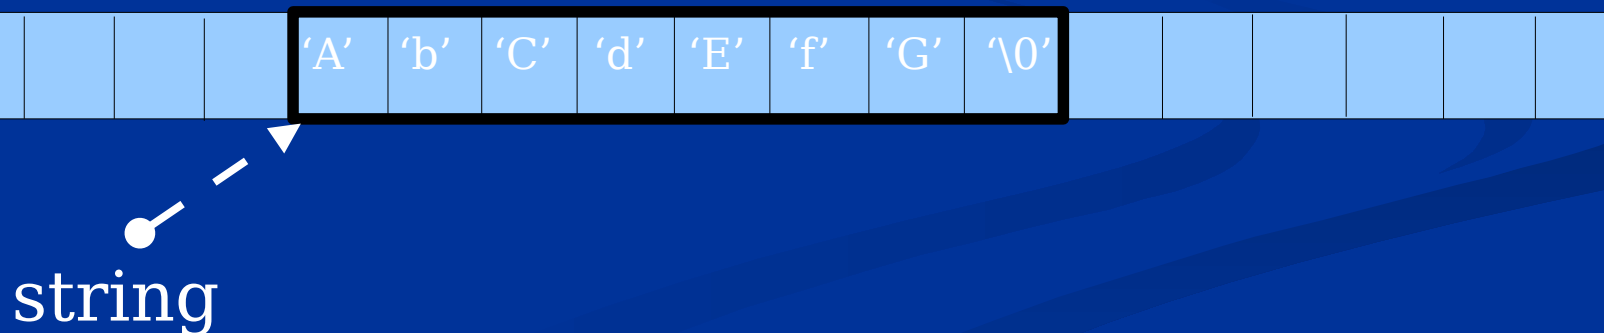 ‘A’ ‘b’ ‘C’ ‘d’ ‘E’ ‘f’ ‘G’ ‘\0’
string